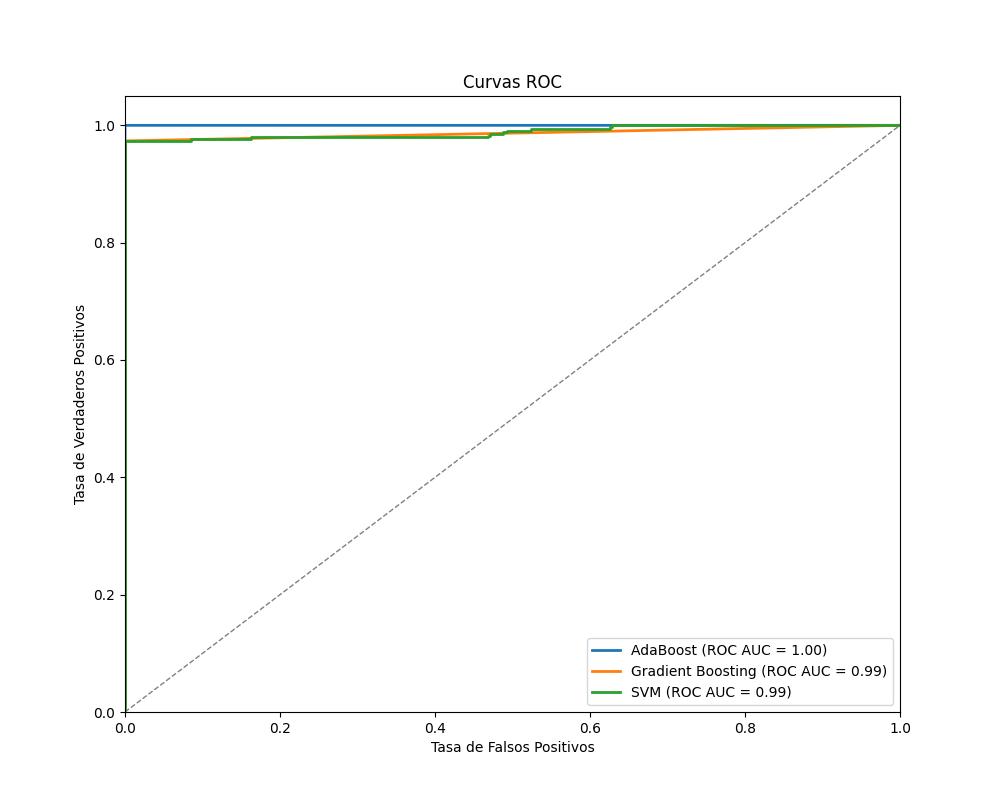 Curvas ROC
Tasa de Verdaderos Positivos
1.0
0.8
0.6
0.4
0.2
0.0
0.0 0.2 0.4 0.6 0.8 1.0
Tasa de Falsos Positivos
AdaBoost (ROC AUC = 1.00)
Gradient Boosting (ROC AUC = 0.99)
SVM (ROC AUC = 0.99)